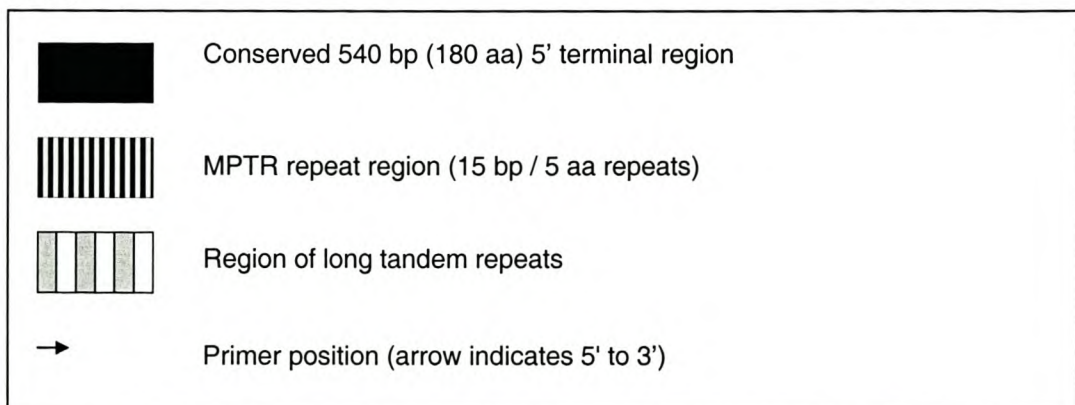 Conserved 540 bp (180 aa) 5’ terminal region
MPTR repeat region (15 bp / 5 aa repeats)
Region of long tandem repeats
Primer position (arrow indicates 5' to 3’)